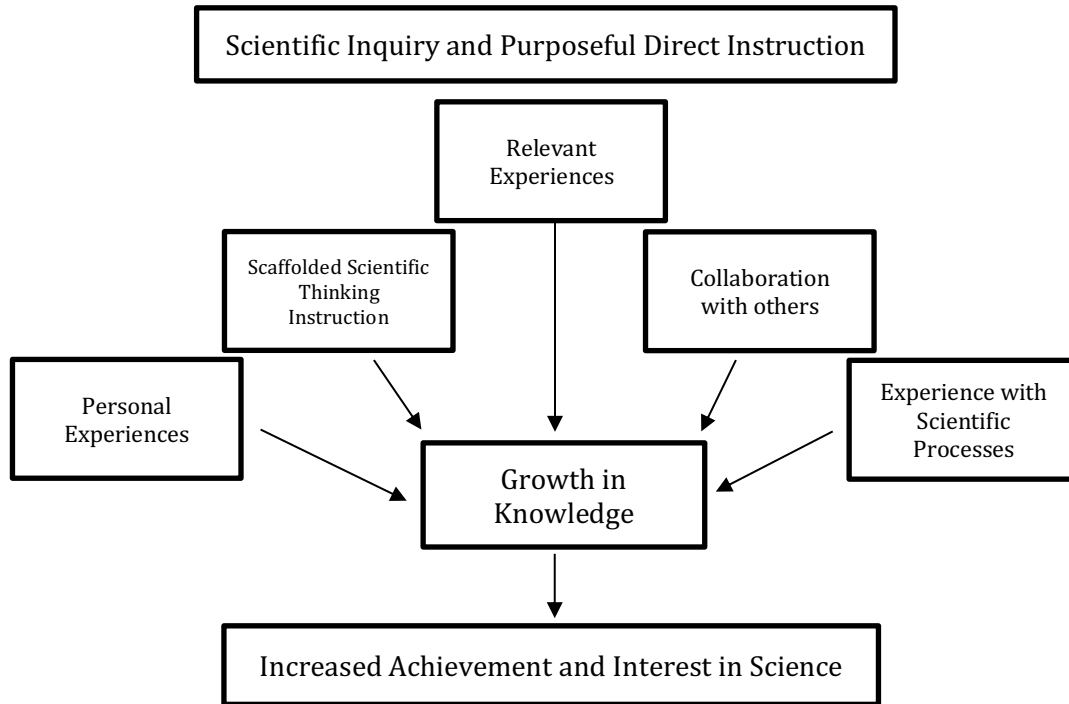 Scientific Inquiry and Purposeful Direct Instruction
Relevant
Experiences
Scaffolded Scientific
Thinking
Instruction
Collaboration
with others
Personal
Experiences
Experience with
Scientific
Processes
Growth in
Knowledge
Increased Achievement and Interest in Science